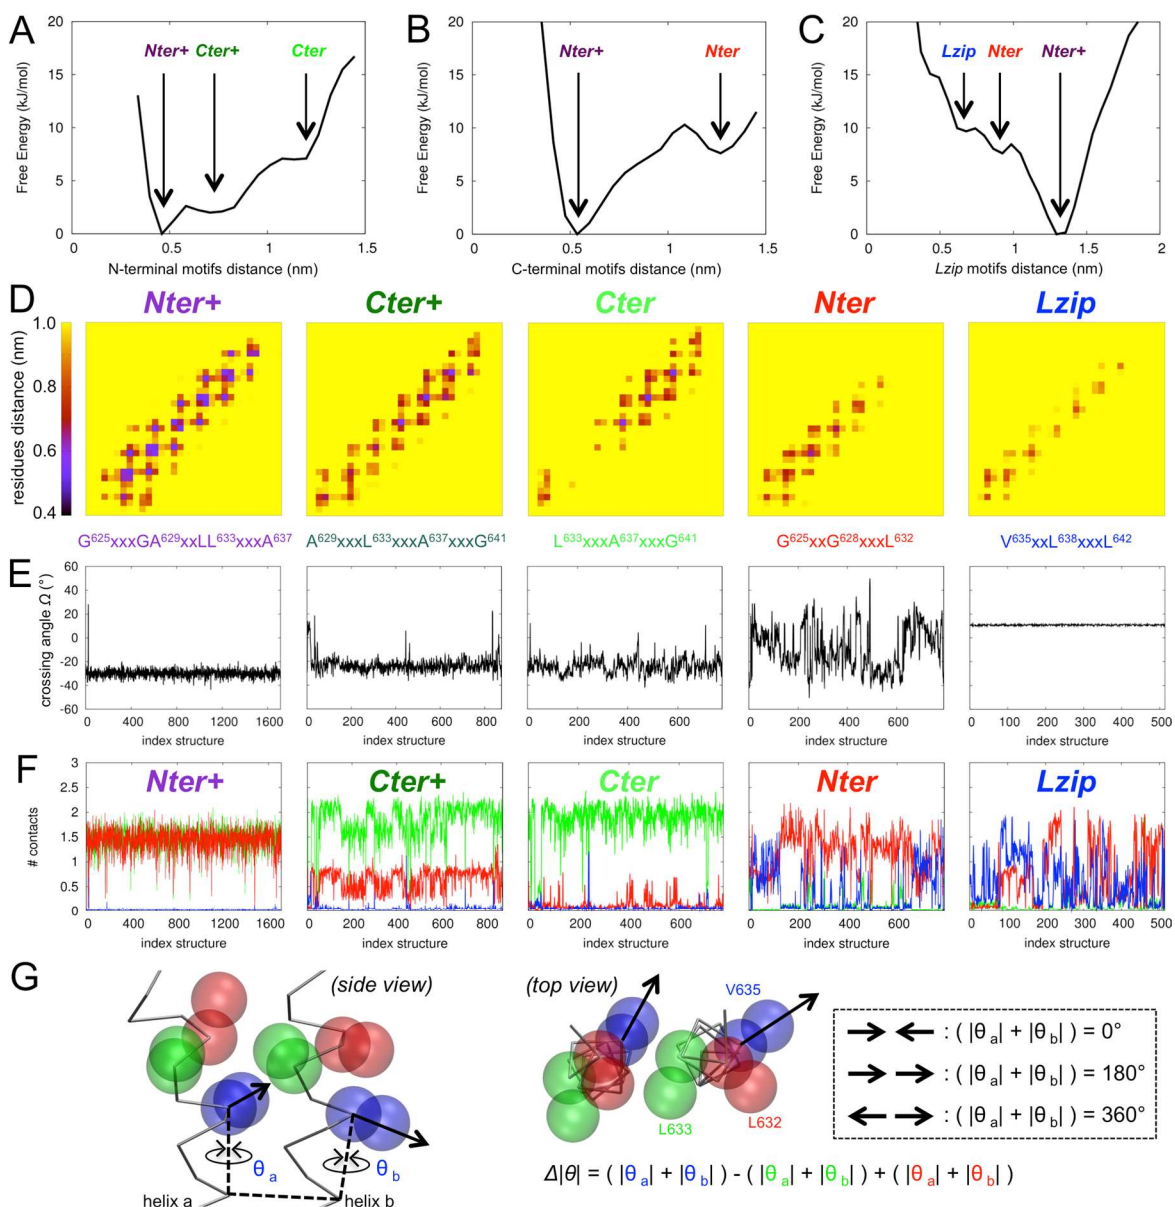 A
B
C
Free Energy (kJ/mol)
20
15
10
5
0
Nter+ Cter+ Cter
0 0.5 1 1.5
N-terminal motifs distance (nm)
Free Energy (kJ/mol)
20
15
10
5
0
Nter+ Nter
0 0.5 1 1.5
C-terminal motifs distance (nm)
Free Energy (kJ/mol)
20
15
10
5
0
Lzip Nter Nter+
0 0.5 1 1.5 2
Lzip motifs distance (nm)
D
Nter+ Cter+ Cter Nter Lzip
residues distance (nm)
1.0
0.8
0.6
0.4
G⁶²⁵xxxGA⁶²⁹xxLL⁶³³xxxA⁶³⁷ A⁶²⁹xxxL⁶³³xxxA⁶³⁷xxxG⁶⁴¹ L⁶³³xxxA⁶³⁷xxxG⁶⁴¹ G⁶²⁵xxG⁶²⁸xxxL⁶³² V⁶³⁵xxL⁶³⁸xxxL⁶⁴²
E
crossing angle Ω (°)
60
40
20
0
-20
-40
-60
0 400 800 1200 1600 0 200 400 600 800 0 200 400 600 0 200 400 600 0 100 200 300 400 500
index structure index structure index structure index structure index structure
F
Nter+ Cter+ Cter Nter Lzip
# contacts
3
2.5
2
1.5
1
0.5
0
0 400 800 1200 1600 0 200 400 600 800 0 200 400 600 0 200 400 600 0 100 200 300 400 500
index structure index structure index structure index structure index structure
G
(side view)
θa
θb
helix a helix b
(top view)
V635
L633
L632
: ( |θa| + |θb| ) = 0°
: ( |θa| + |θb| ) = 180°
: ( |θa| + |θb| ) = 360°
Δ|θ| = ( |θa| + |θb| ) - ( |θa| + |θb| ) + ( |θa| + |θb| )